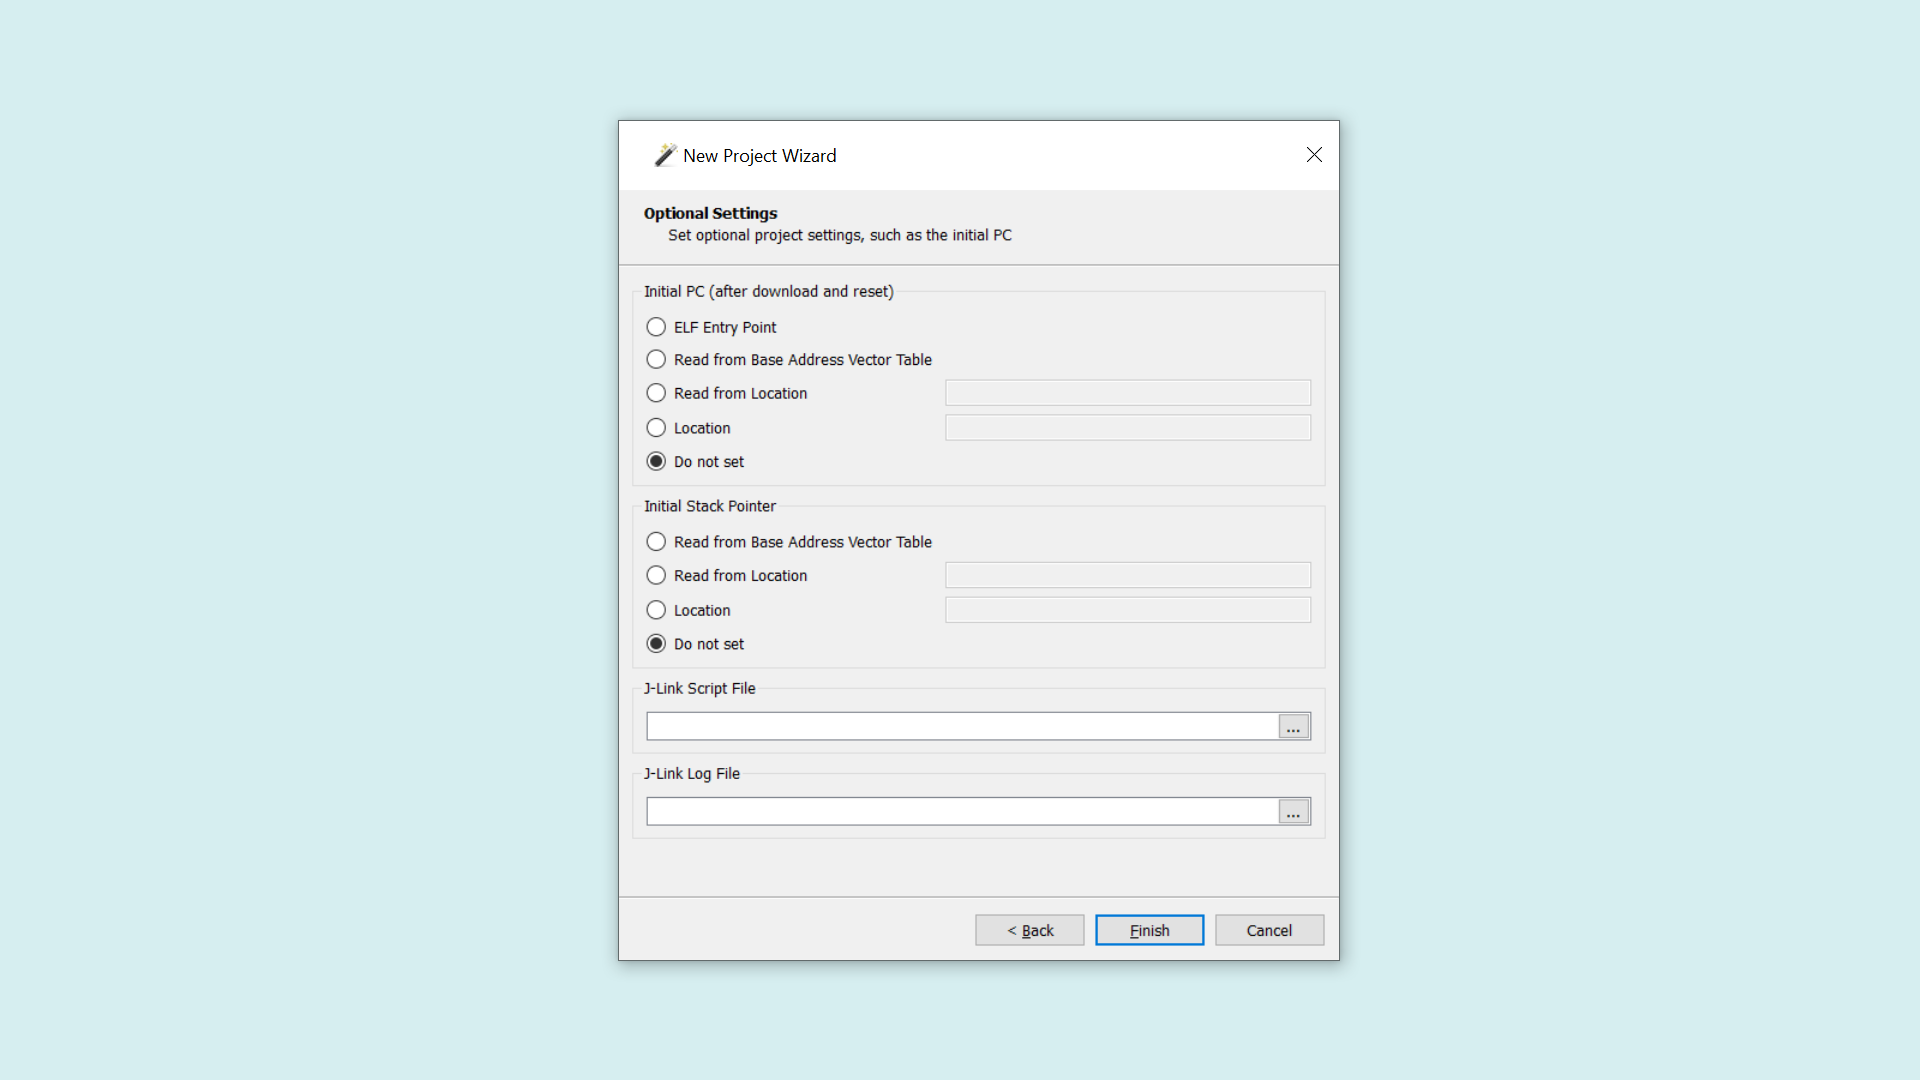 New Project Wizard
Optional Settings
Set optional project settings, such as the initial PC
Initial PC (after download and reset)
ELF Entry Point
Read from Base Address Vector Table
Read from Location
Location
Do not set
Initial Stack Pointer
Read from Base Address Vector Table
Read from Location
Location
Do not set
J-Link Script File
...
J-Link Log File
...
< Back Finish Cancel